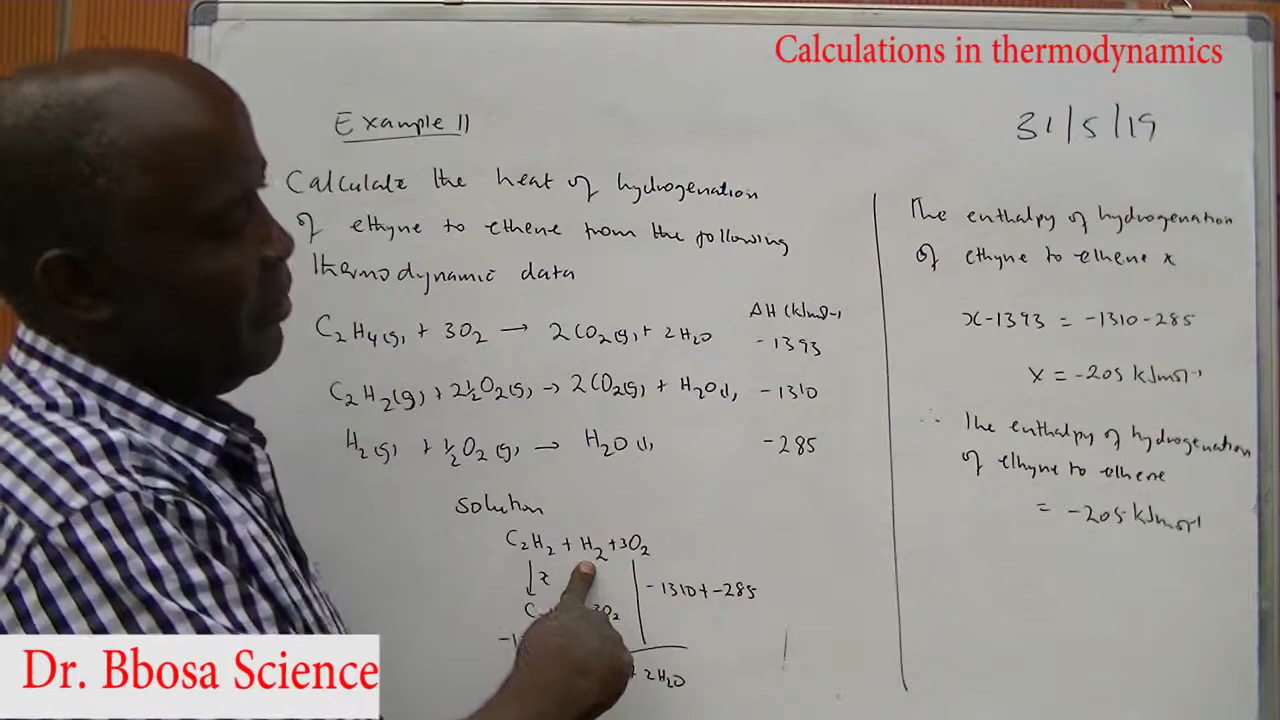 Calculations in thermodynamics
Example 11
31/5/19
Calculate the heat of hydrogenation
of ethyne to ethene from the following
thermodynamic data
ΔH (kJmol-1
C2H4(g) + 3O2 → 2CO2(g) + 2H2O -1393
C2H2(g) + 2½O2(g) → 2CO2(g) + H2O(l) -1310
H2(g) + ½O2(g) → H2O(l) -285
Solution
C2H2 + H2 + 3O2
x
-1310 + -285
3O2
+ 2H2O
The enthalpy of hydrogenation
of ethyne to ethene x
x-1393 = -1310-285
x = -205 kJmol-1
∴ The enthalpy of hydrogenation
of ethyne to ethene
= -205 kJmol-1
Dr. Bbosa Science